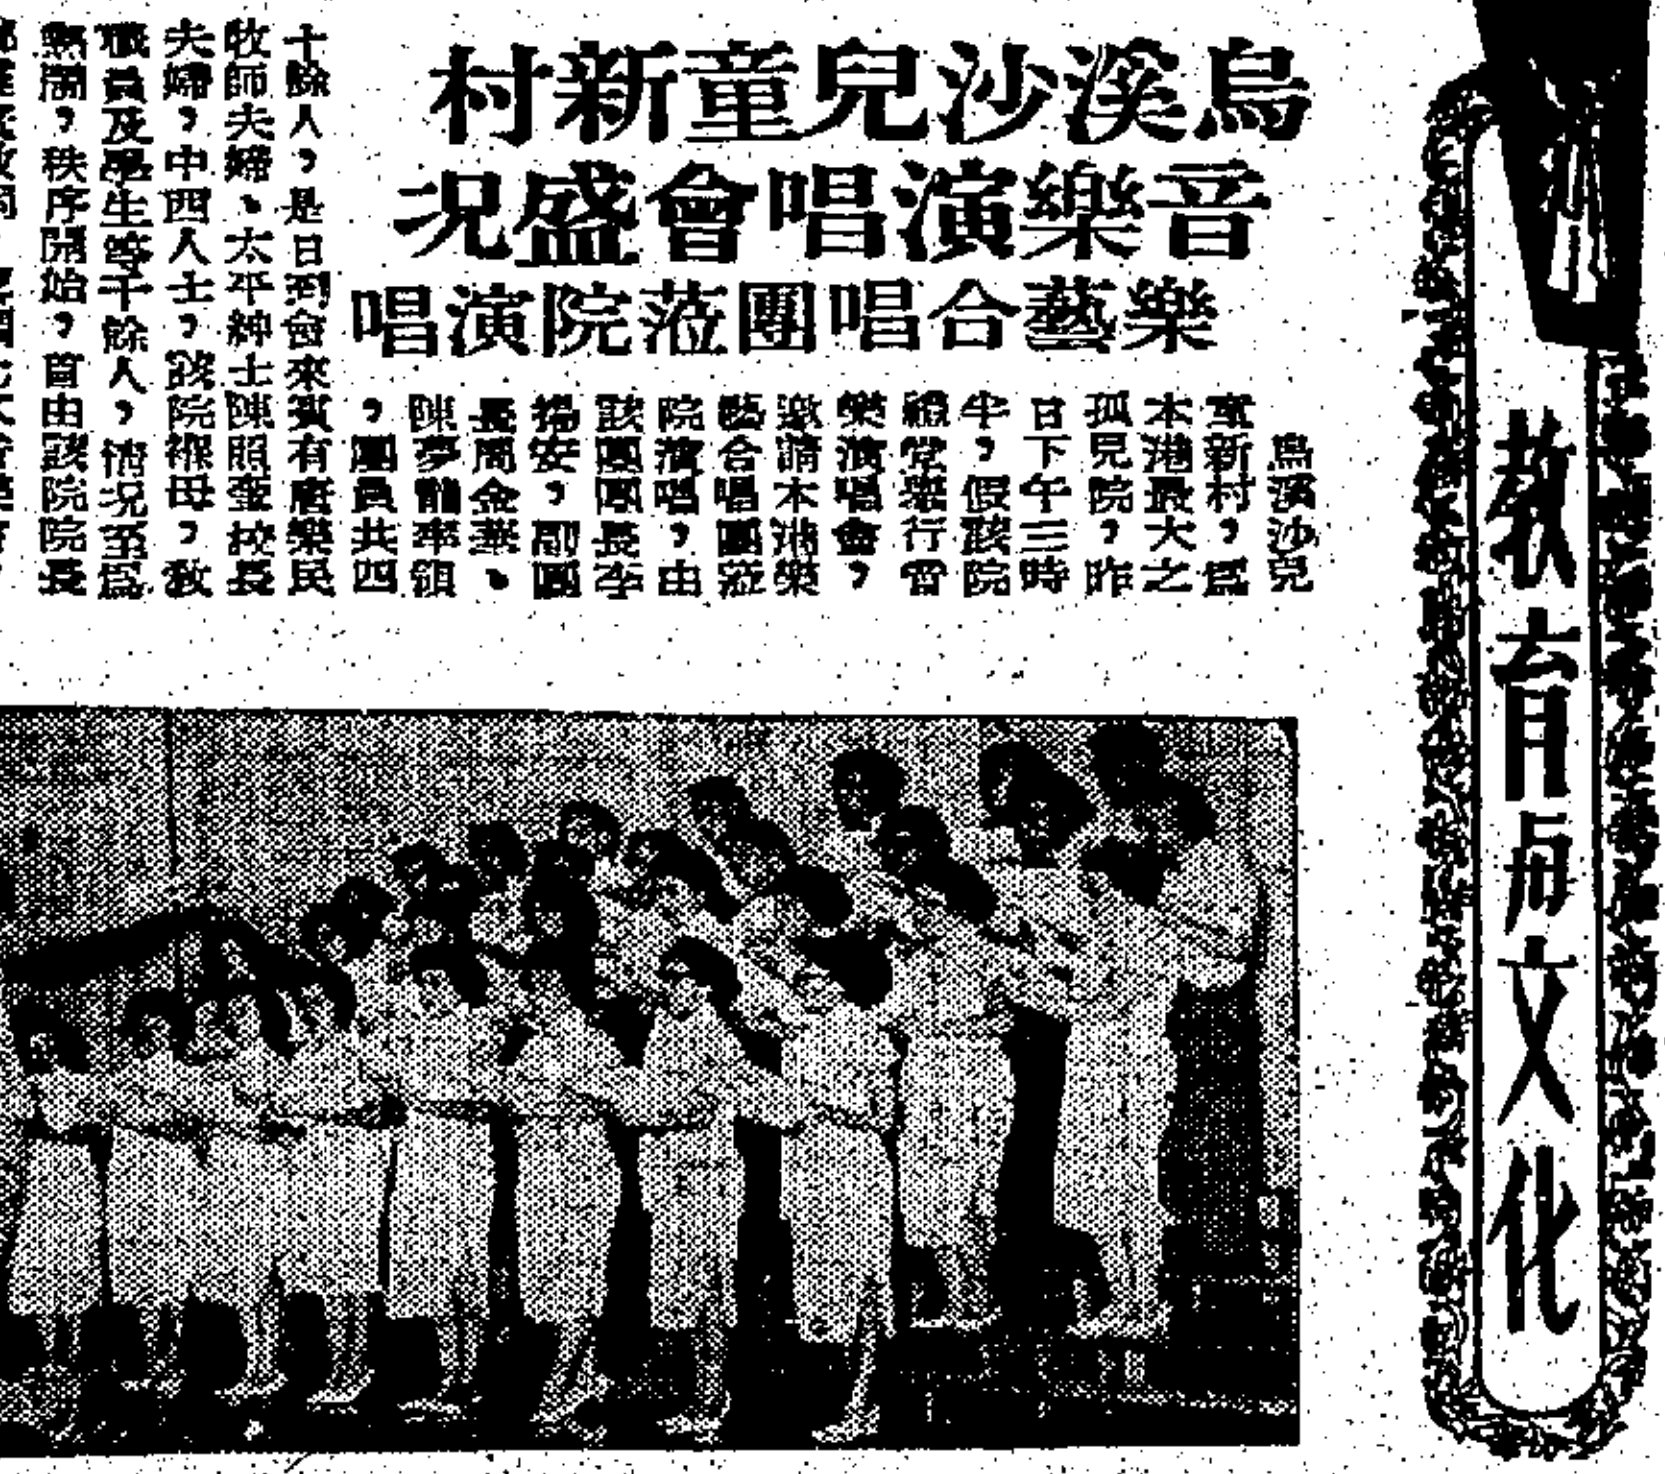 教育与文化
烏溪沙兒童新村
音樂演唱會盛況
樂藝合唱團蒞院演唱
烏溪沙兒
童新村，為
本港最大之
孤兒院，昨
日下午三時
半，假該院
禮堂舉行音
樂演唱會，
邀請本港樂
藝合唱團蒞
院演唱，由
該團團長李
揚安，副團
長周金華、
陳夢龍率領
，團員共四
十餘人，是日到會來賓有唐樂民
牧師夫婦、太平紳士陳照奎校長
夫婦，中西人士，該院褓母，教
職員及學生等千餘人，情況至為
熱鬧，秩序開始，首由該院院長